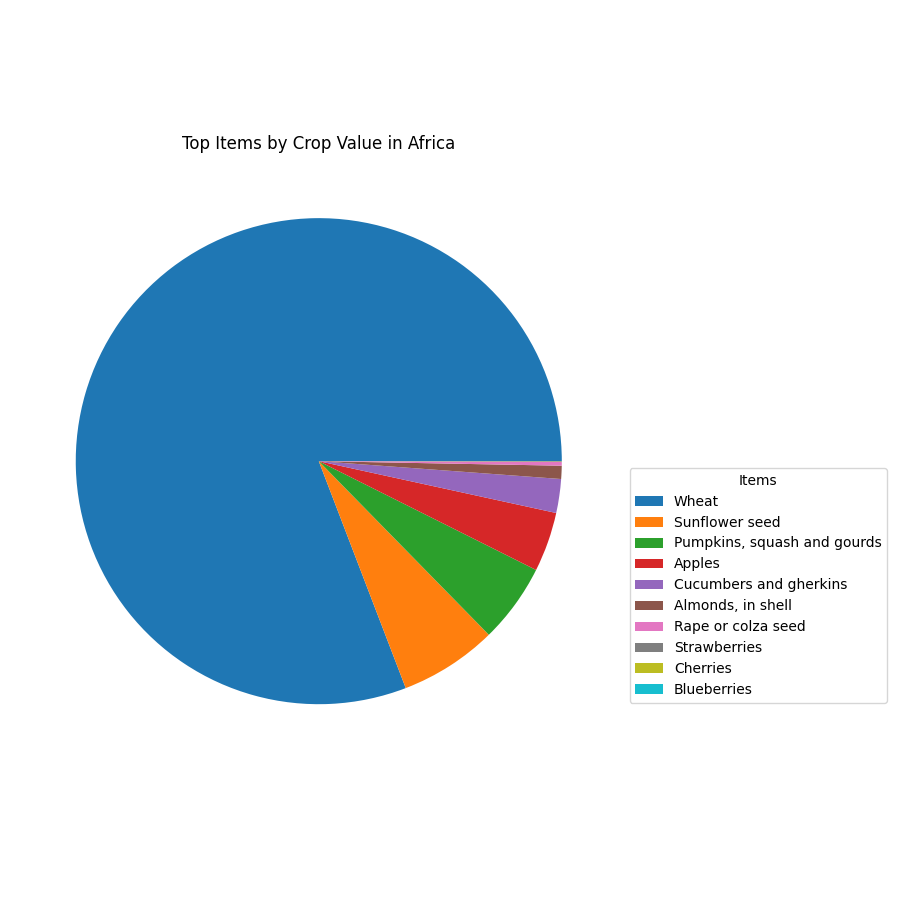 Top Items by Crop Value in Africa
Items
Wheat
Sunflower seed
Pumpkins, squash and gourds
Apples
Cucumbers and gherkins
Almonds, in shell
Rape or colza seed
Strawberries
Cherries
Blueberries